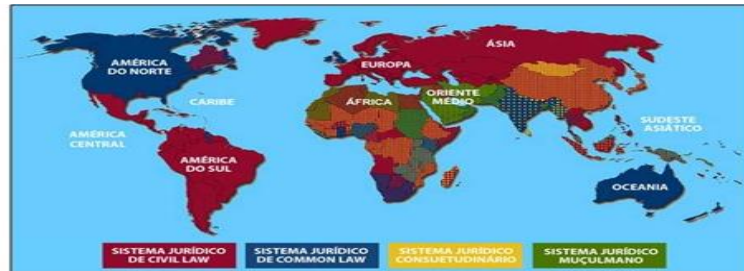 AMÉRICA
DO NORTE
EUROPA
ÁSIA
CARIBE
ÁFRICA
ORIENTE
MÉDIO
SUDESTE
ASIÁTICO
AMÉRICA
CENTRAL
AMÉRICA
DO SUL
OCEANIA
SISTEMA JURÍDICO
DE CIVIL LAW
SISTEMA JURÍDICO
DE COMMON LAW
SISTEMA JURÍDICO
CONSUETUDINÁRIO
SISTEMA JURÍDICO
MUÇULMANO